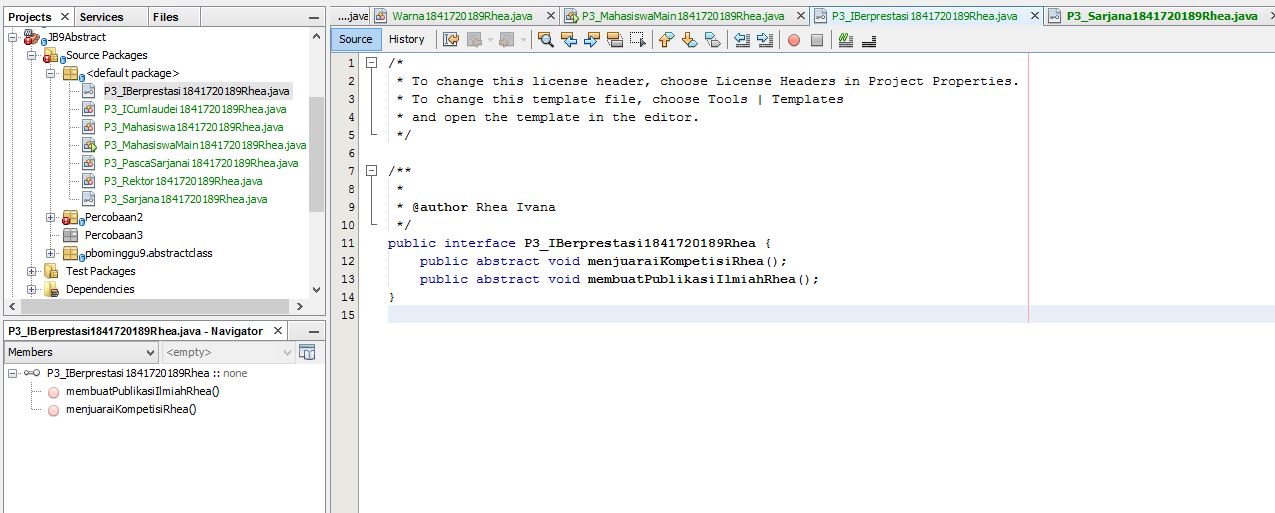 Projects
Services
Files
JB9Abstract
Source Packages
<default package>
P3_IBerprestasi1841720189Rhea.java
P3_ICumlaudei1841720189Rhea.java
P3_Mahasiswa1841720189Rhea.java
P3_MahasiswaMain1841720189Rhea.java
P3_PascaSarjanai1841720189Rhea.java
P3_Rektor1841720189Rhea.java
P3_Sarjana1841720189Rhea.java
Percobaan2
Percobaan3
pbominggu9.abstractclass
Test Packages
Dependencies
P3_IBerprestasi1841720189Rhea.java - Navigator
Members
<empty>
P3_IBerprestasi1841720189Rhea :: none
membuatPublikasiIlmiahRhea()
menjuaraiKompetisiRhea()
....java
Warna1841720189Rhea.java
P3_MahasiswaMain1841720189Rhea.java
P3_IBerprestasi1841720189Rhea.java
P3_Sarjana1841720189Rhea.java
Source
History
1 /*
2 * To change this license header, choose License Headers in Project Properties.
3 * To change this template file, choose Tools | Templates
4 * and open the template in the editor.
5 */
6
7 /**
8 *
9 * @author Rhea Ivana
10 */
11 public interface P3_IBerprestasi1841720189Rhea {
12 public abstract void menjuaraiKompetisiRhea();
13 public abstract void membuatPublikasiIlmiahRhea();
14 }
15